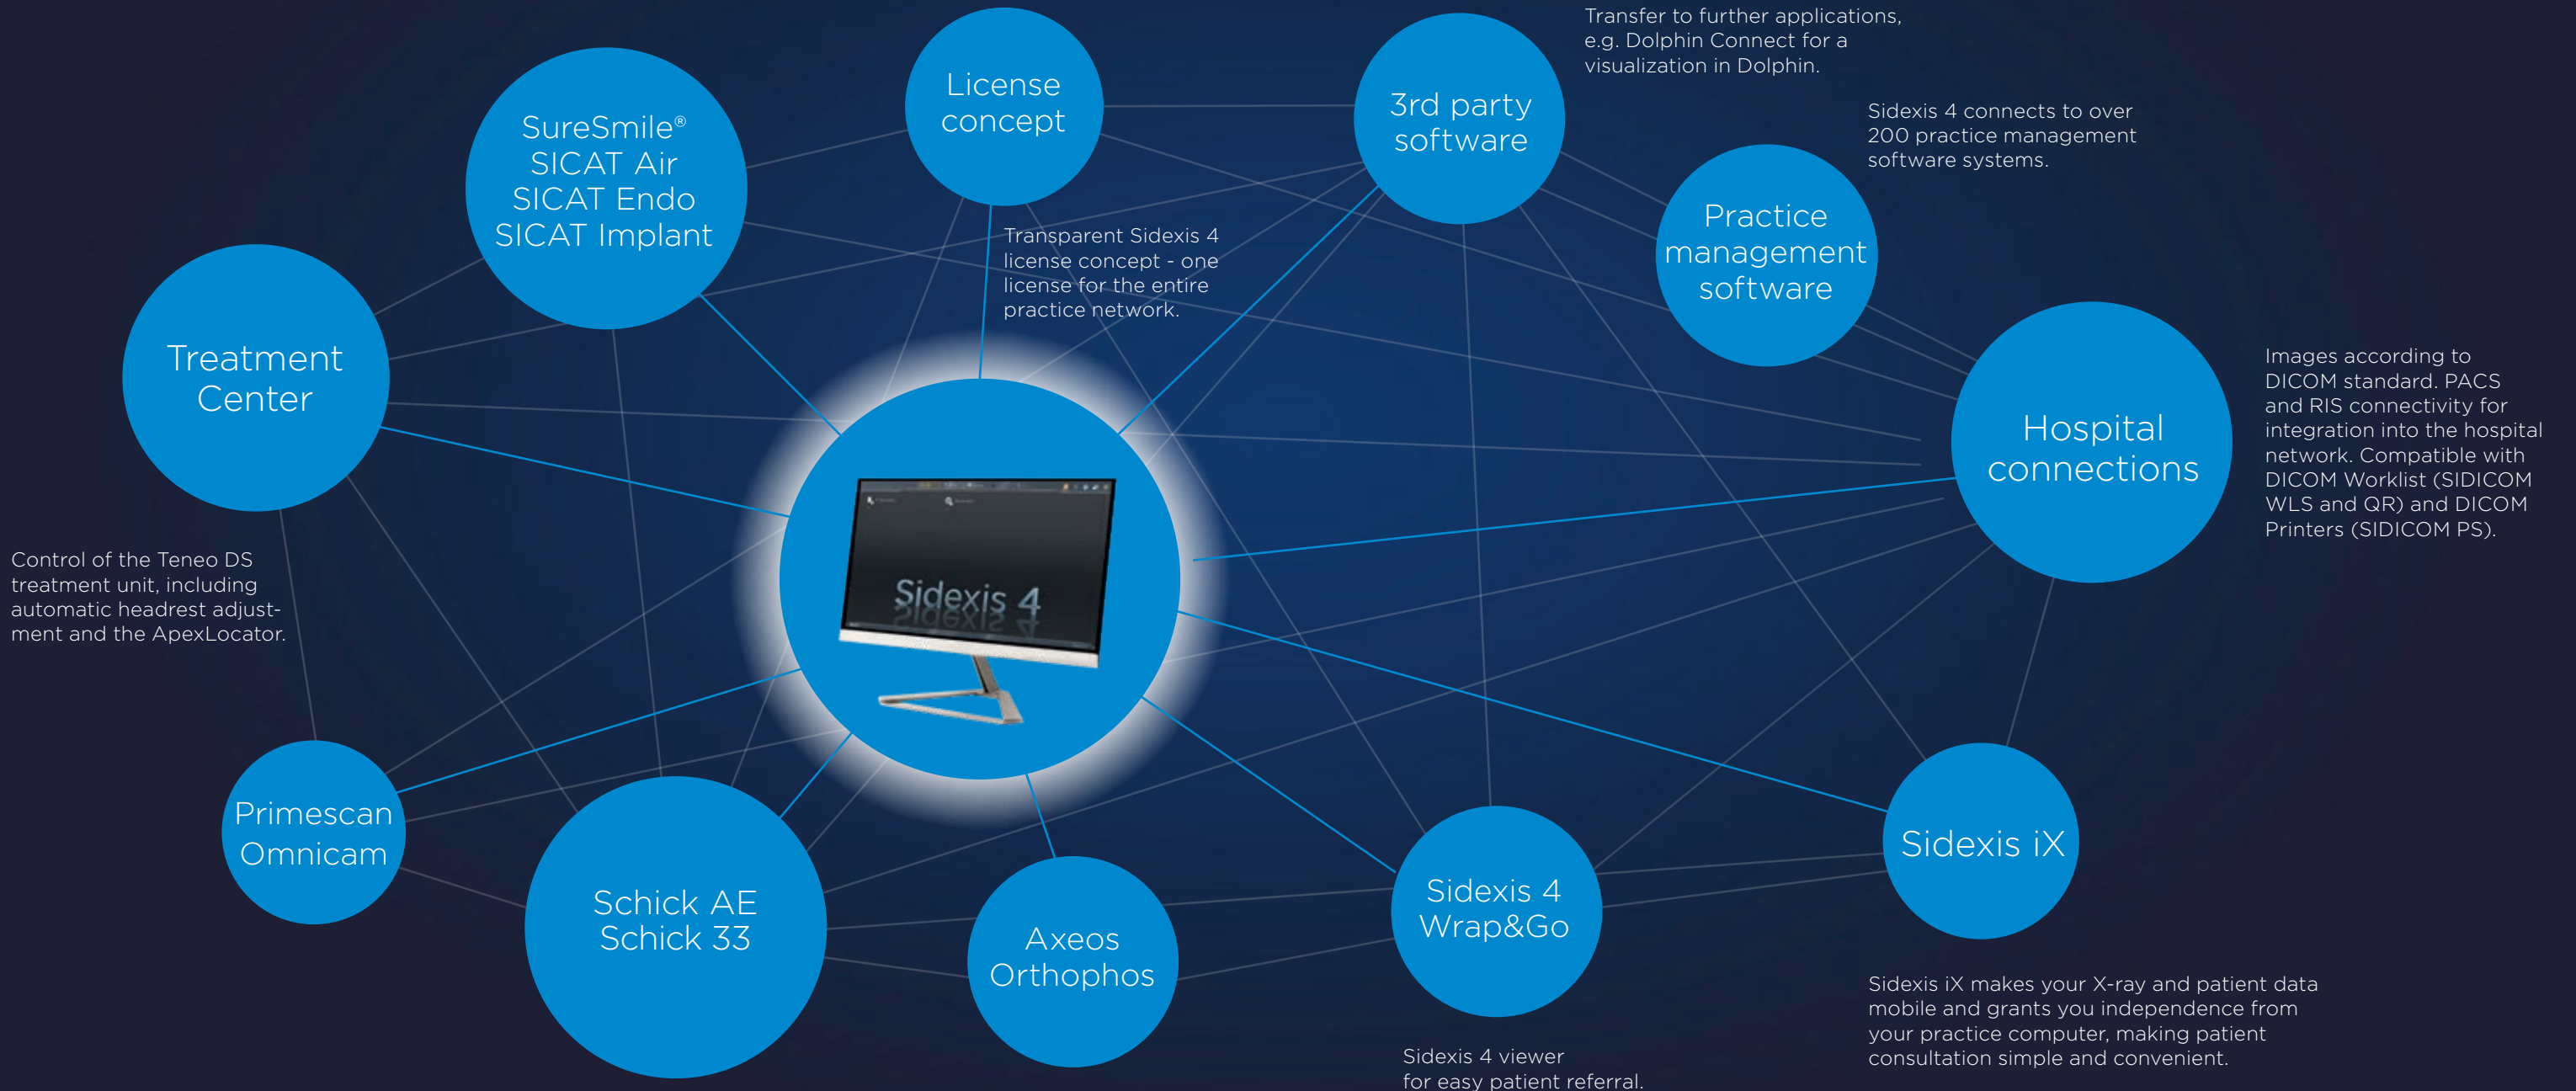 Transfer to further applications,
e.g. Dolphin Connect for a
visualization in Dolphin.
License
concept
3rd party
software
SureSmile®
SICAT Air
SICAT Endo
SICAT Implant
Sidexis 4 connects to over
200 practice management
software systems.
Practice
management
software
Transparent Sidexis 4
license concept - one
license for the entire
practice network.
Treatment
Center
Images according to
DICOM standard. PACS
and RIS connectivity for
integration into the hospital
network. Compatible with
DICOM Worklist (SIDICOM
WLS and QR) and DICOM
Printers (SIDICOM PS).
Hospital
connections
Control of the Teneo DS
treatment unit, including
automatic headrest adjust-
ment and the ApexLocator.
Sidexis 4
Primescan
Omnicam
Schick AE
Schick 33
Axeos
Orthophos
Sidexis 4
Wrap&Go
Sidexis iX
Sidexis 4 viewer
for easy patient referral.
Sidexis iX makes your X-ray and patient data
mobile and grants you independence from
your practice computer, making patient
consultation simple and convenient.